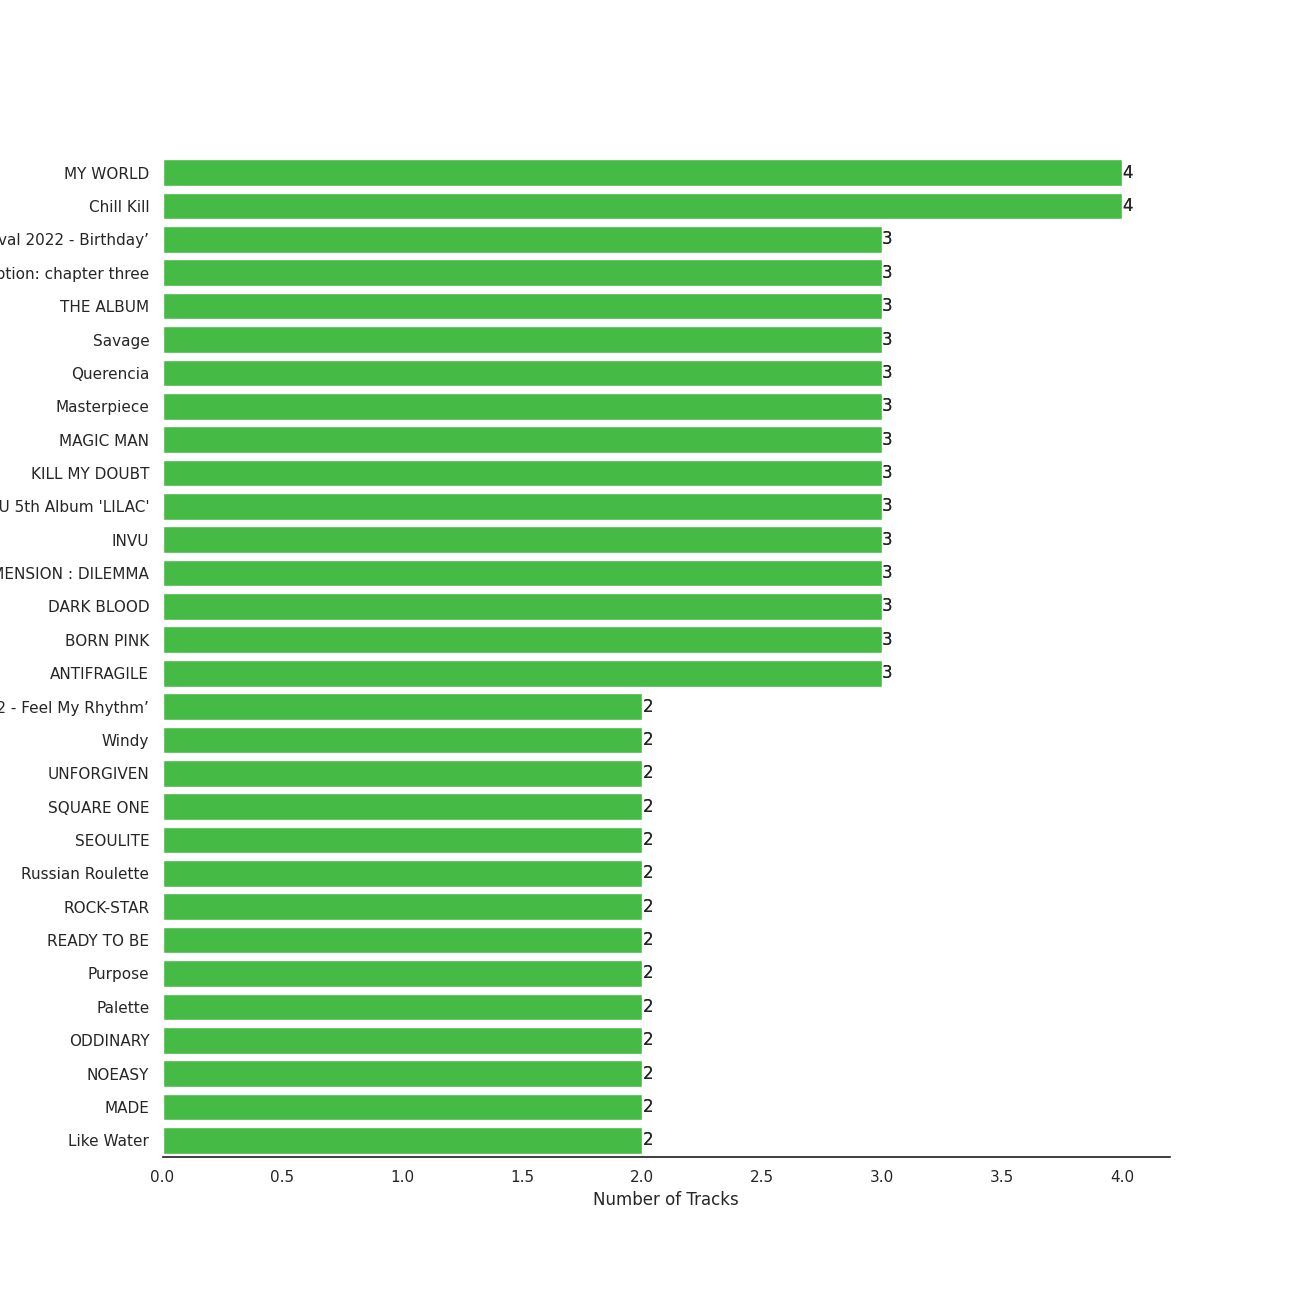 MY WORLD 4
Chill Kill 4
val 2022 - Birthday’ 3
ption: chapter three 3
THE ALBUM 3
Savage 3
Querencia 3
Masterpiece 3
MAGIC MAN 3
KILL MY DOUBT 3
U 5th Album 'LILAC' 3
INVU 3
MENSION : DILEMMA 3
DARK BLOOD 3
BORN PINK 3
ANTIFRAGILE 3
2 - Feel My Rhythm’ 2
Windy 2
UNFORGIVEN 2
SQUARE ONE 2
SEOULITE 2
Russian Roulette 2
ROCK-STAR 2
READY TO BE 2
Purpose 2
Palette 2
ODDINARY 2
NOEASY 2
MADE 2
Like Water 2
0.0 0.5 1.0 1.5 2.0 2.5 3.0 3.5 4.0
Number of Tracks